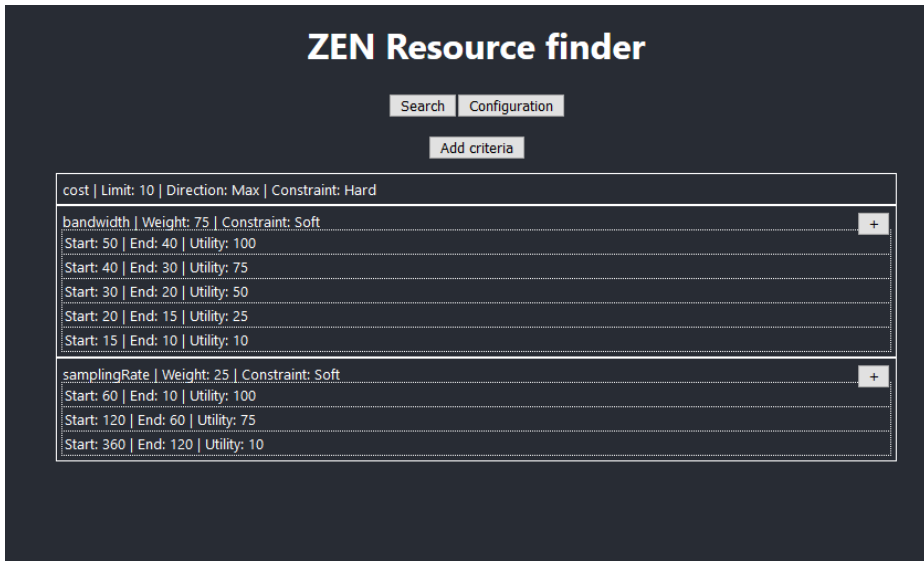 ZEN Resource finder
Search Configuration
Add criteria
cost | Limit: 10 | Direction: Max | Constraint: Hard
bandwidth | Weight: 75 | Constraint: Soft +
Start: 50 | End: 40 | Utility: 100
Start: 40 | End: 30 | Utility: 75
Start: 30 | End: 20 | Utility: 50
Start: 20 | End: 15 | Utility: 25
Start: 15 | End: 10 | Utility: 10
samplingRate | Weight: 25 | Constraint: Soft +
Start: 60 | End: 10 | Utility: 100
Start: 120 | End: 60 | Utility: 75
Start: 360 | End: 120 | Utility: 10